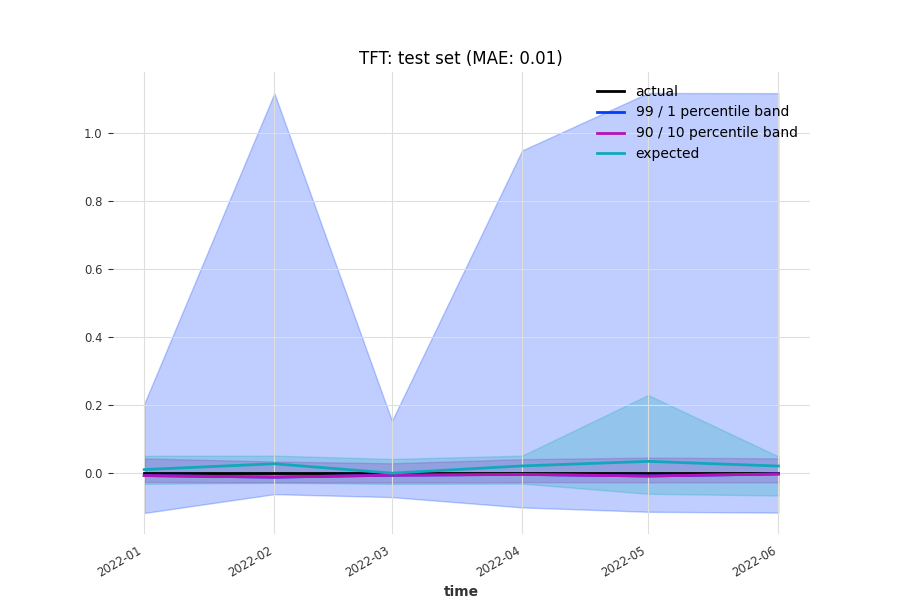 TFT: test set (MAE: 0.01)
actual
99 / 1 percentile band
90 / 10 percentile band
expected
1.0
0.8
0.6
0.4
0.2
0.0
2022-01
2022-02
2022-03
2022-04
2022-05
2022-06
time